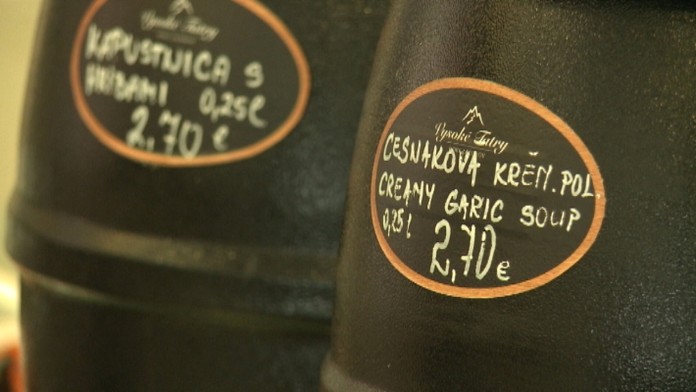 Vysoké Tatry
KAPUSTNICA S
HRIBAMI 0,25l
2,70 €
Vysoké Tatry
CESNAKOVÁ KRÉM. POL.
CREAMY GARIC SOUP
0,25l 2,70 €